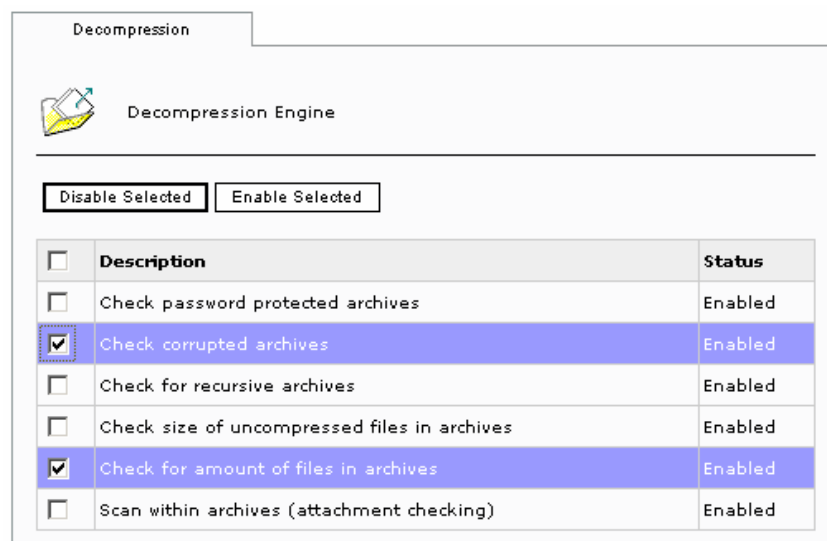 Decompression
Decompression Engine
Disable Selected Enable Selected
Description Status
Check password protected archives Enabled
Check corrupted archives Enabled
Check for recursive archives Enabled
Check size of uncompressed files in archives Enabled
Check for amount of files in archives Enabled
Scan within archives (attachment checking) Enabled